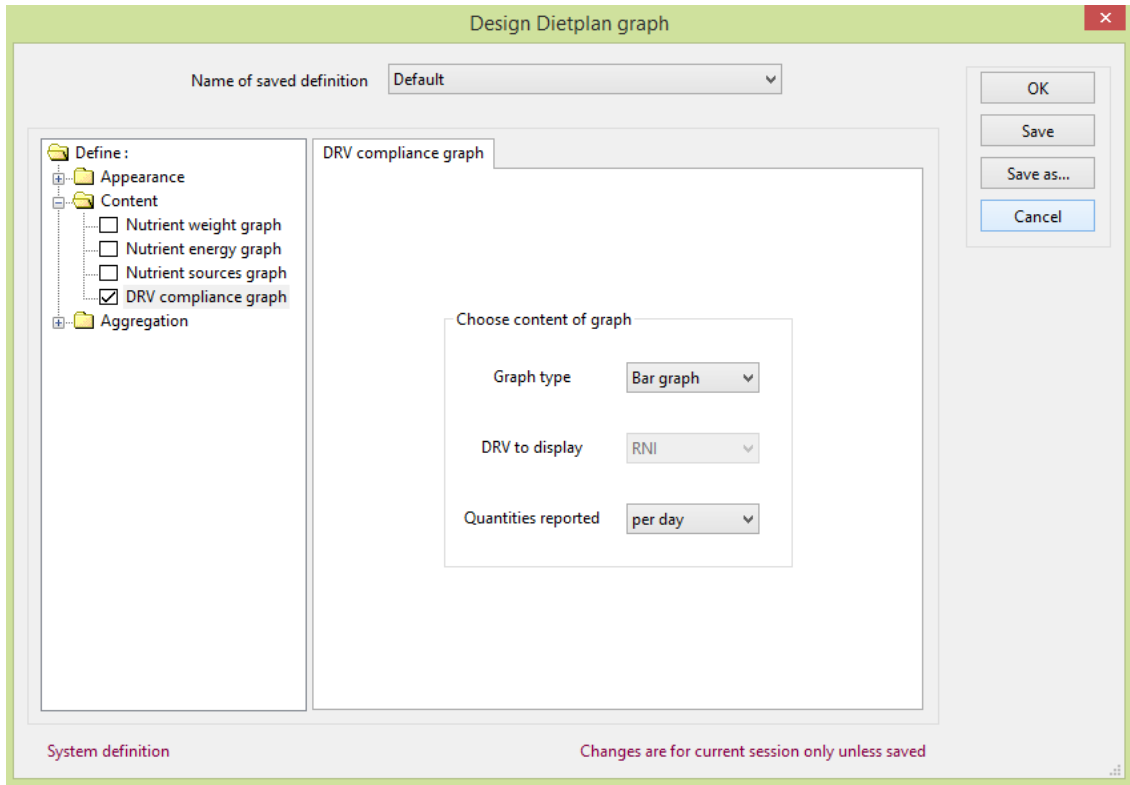 Design Dietplan graph
Name of saved definition Default
OK
Save
Save as...
Cancel
Define :
Appearance
Content
Nutrient weight graph
Nutrient energy graph
Nutrient sources graph
DRV compliance graph
Aggregation
DRV compliance graph
Choose content of graph
Graph type Bar graph
DRV to display RNI
Quantities reported per day
System definition
Changes are for current session only unless saved